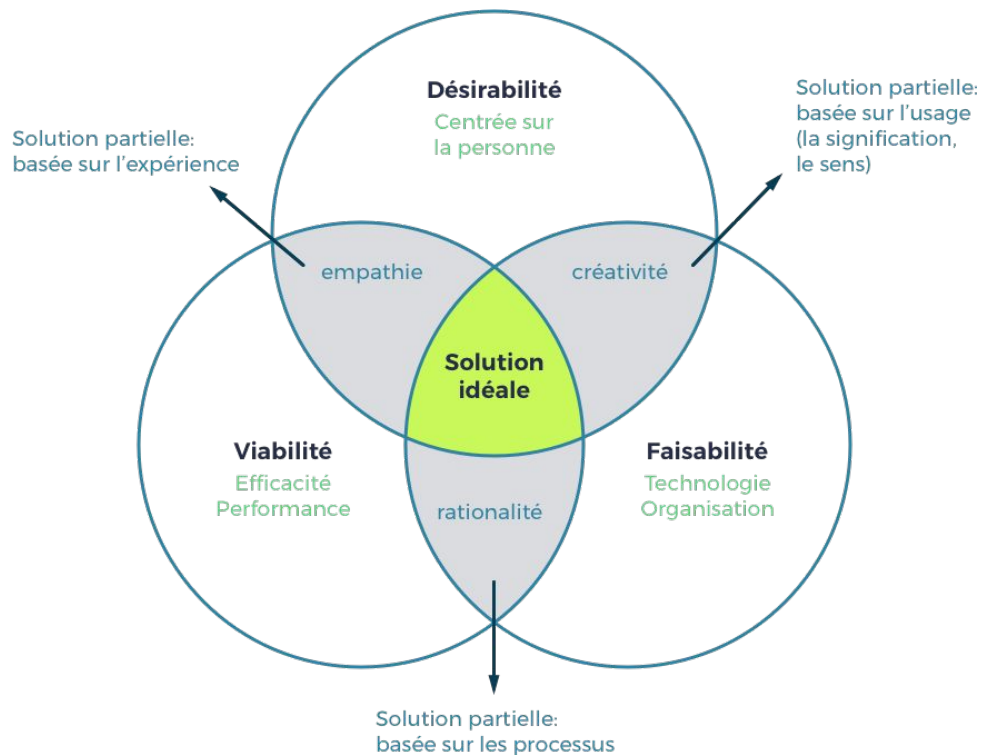 Désirabilité
Centrée sur
la personne
Solution partielle:
basée sur l'usage
(la signification,
le sens)
Solution partielle:
basée sur l'expérience
empathie
créativité
Solution
idéale
Viabilité
Efficacité
Performance
Faisabilité
Technologie
Organisation
rationalité
Solution partielle:
basée sur les processus